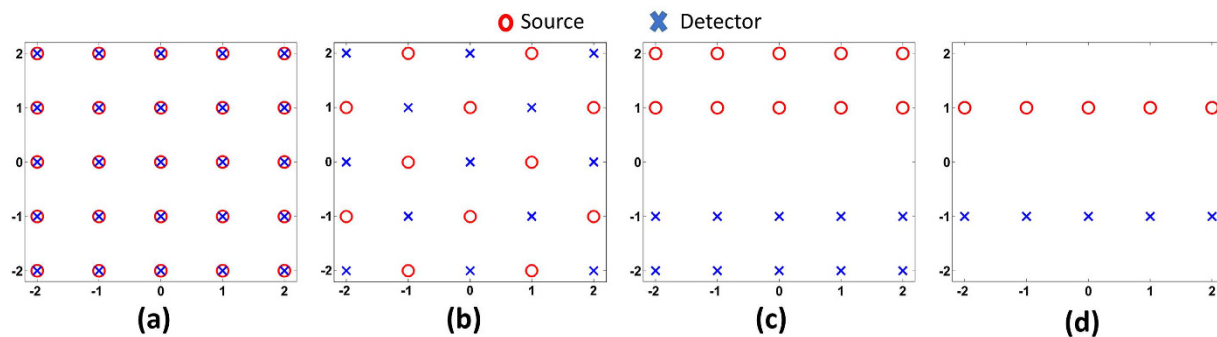 Source Detector
2 2 2 2
1 1 1 1
0 0 0 0
-1 -1 -1 -1
-2 -2 -2 -2
-2 -1 0 1 2 -2 -1 0 1 2 -2 -1 0 1 2 -2 -1 0 1 2
(a) (b) (c) (d)